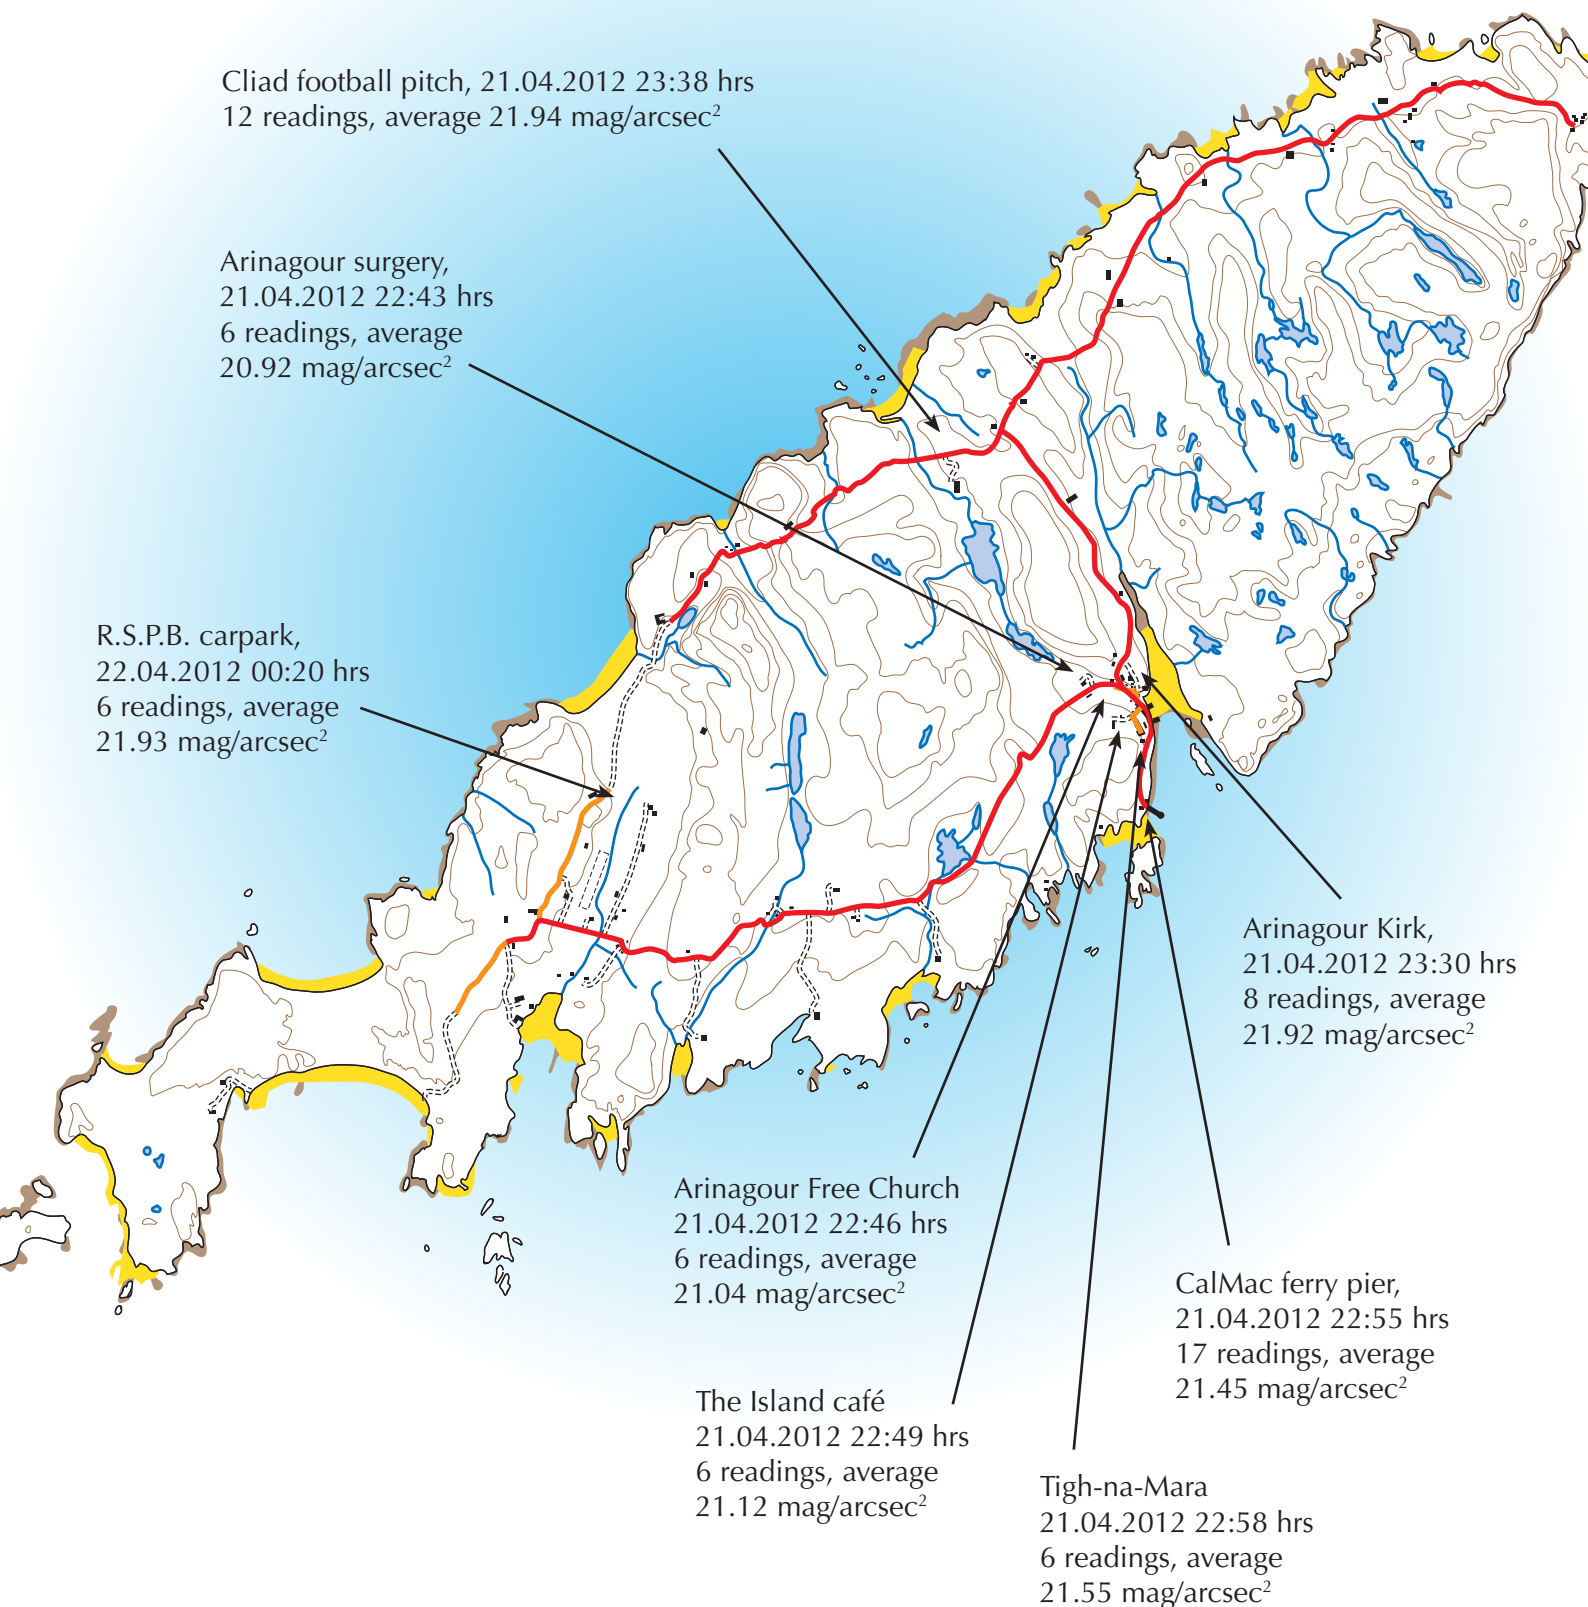 Cliad football pitch, 21.04.2012 23:38 hrs
12 readings, average 21.94 mag/arcsec²
Arinagour surgery,
21.04.2012 22:43 hrs
6 readings, average
20.92 mag/arcsec²
R.S.P.B. carpark,
22.04.2012 00:20 hrs
6 readings, average
21.93 mag/arcsec²
Arinagour Kirk,
21.04.2012 23:30 hrs
8 readings, average
21.92 mag/arcsec²
Arinagour Free Church
21.04.2012 22:46 hrs
6 readings, average
21.04 mag/arcsec²
CalMac ferry pier,
21.04.2012 22:55 hrs
17 readings, average
21.45 mag/arcsec²
The Island café
21.04.2012 22:49 hrs
6 readings, average
21.12 mag/arcsec²
Tigh-na-Mara
21.04.2012 22:58 hrs
6 readings, average
21.55 mag/arcsec²